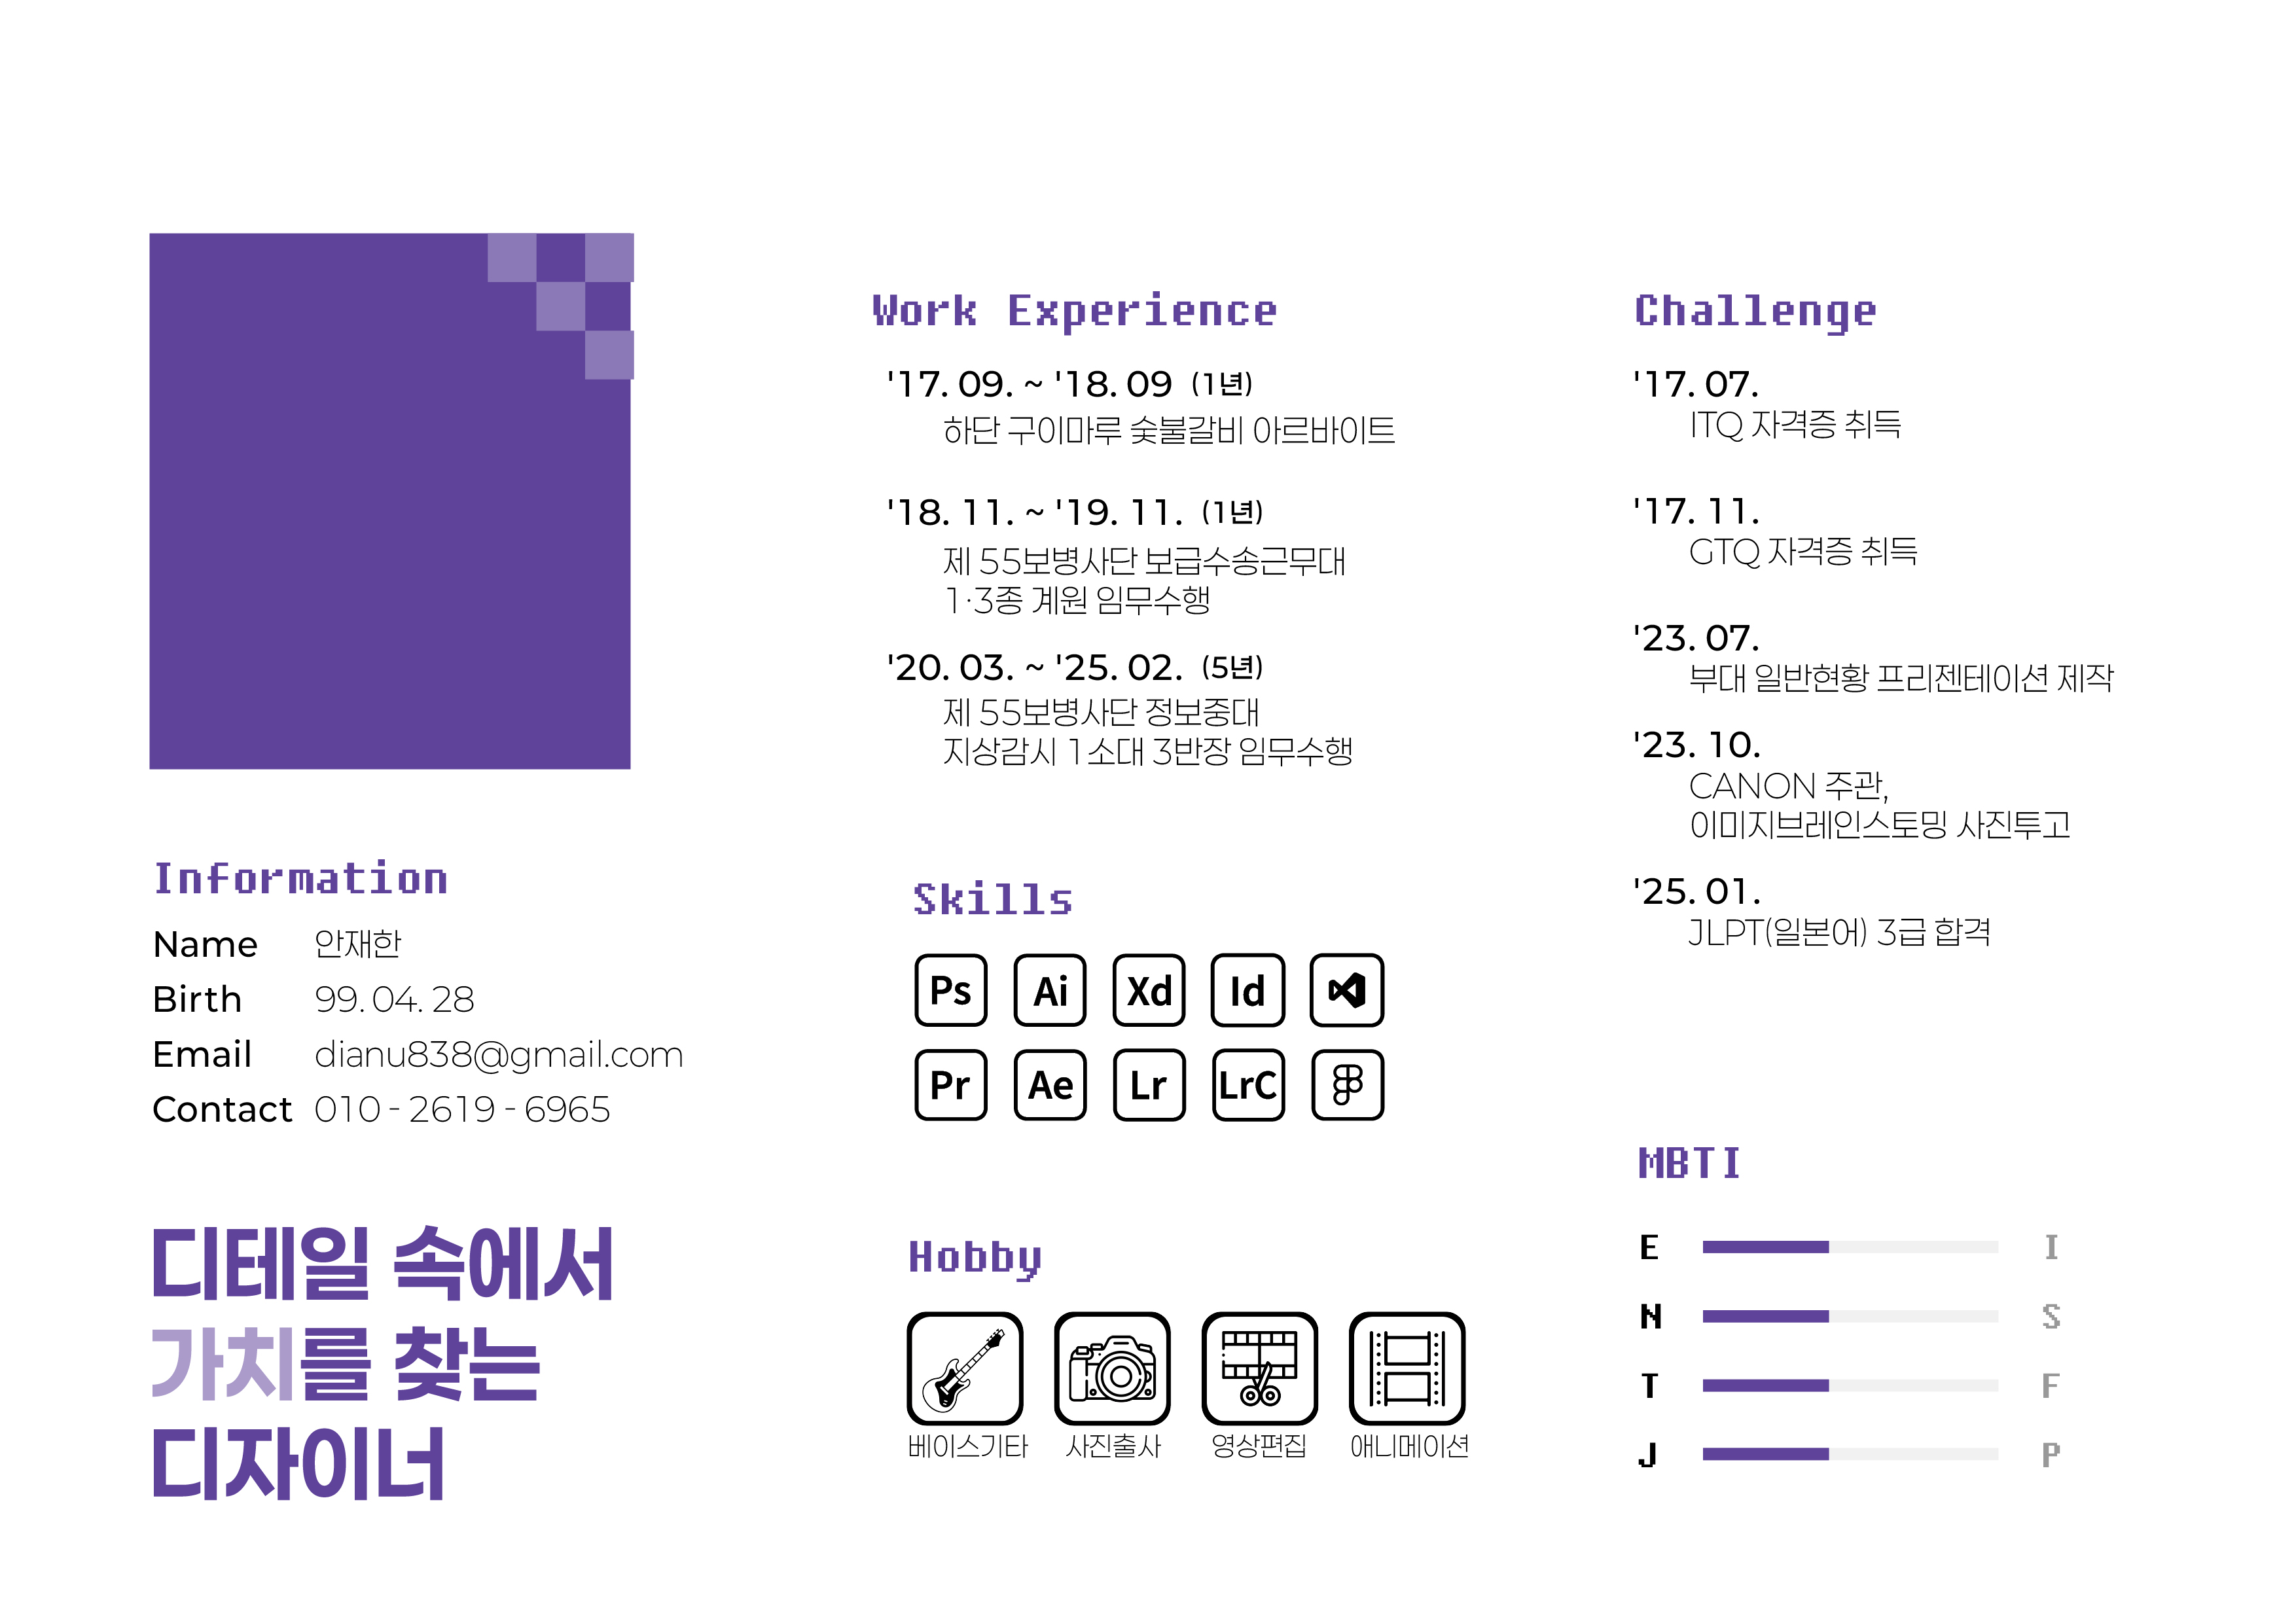 Information
Name 안재한
Birth 99. 04. 28
Email dianu838@gmail.com
Contact 010 - 2619 - 6965
디테일 속에서
가치를 찾는
디자이너
Work Experience
'17. 09. ~ '18. 09 (1년)
하단 구이마루 숯불갈비 아르바이트
'18. 11. ~ '19. 11. (1년)
제 55보병사단 보급수송근무대
1·3종 계원 임무수행
'20. 03. ~ '25. 02. (5년)
제 55보병사단 정보중대
지상감시 1소대 3반장 임무수행
Skills
Ps Ai Xd Id
Pr Ae Lr LrC
Hobby
베이스기타 사진출사 영상편집 애니메이션
Challenge
'17. 07.
ITQ 자격증 취득
'17. 11.
GTQ 자격증 취득
'23. 07.
부대 일반현황 프리젠테이션 제작
'23. 10.
CANON 주관,
이미지브레인스토밍 사진투고
'25. 01.
JLPT(일본어) 3급 합격
MBTI
E I
N S
T F
J P